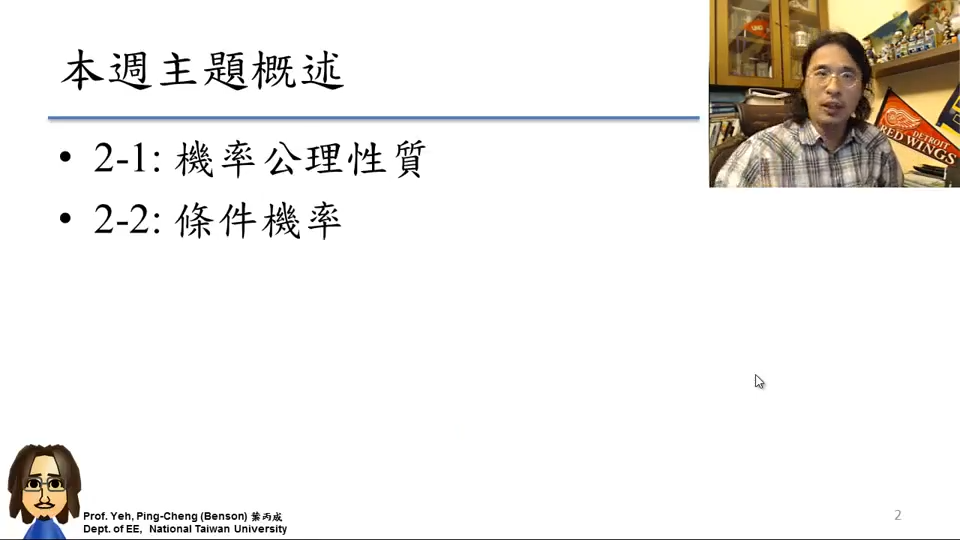 本週主題概述
• 2-1: 機率公理性質
• 2-2: 條件機率
DETROIT
RED WINGS
Prof. Yeh, Ping-Cheng (Benson) 葉丙成
Dept. of EE, National Taiwan University
2